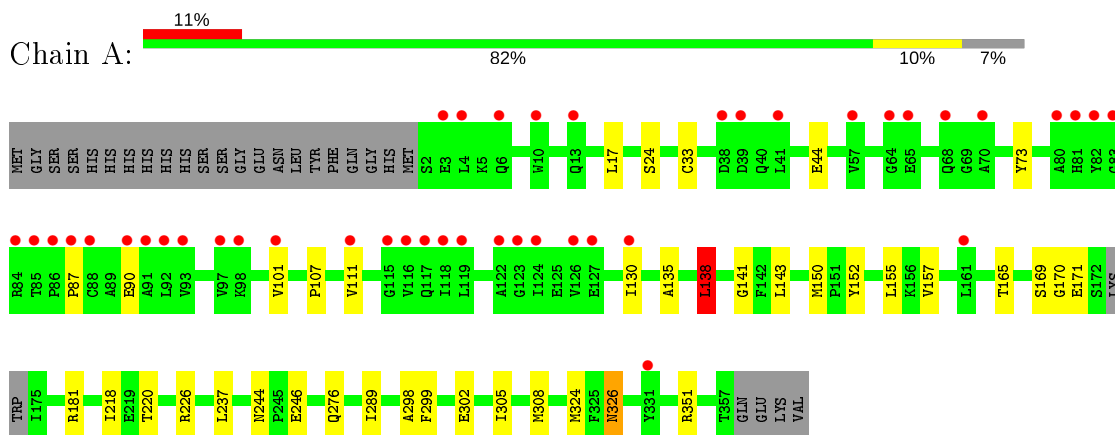 11%
Chain A:
82% 10% 7%
MET GLY SER SER HIS HIS HIS HIS HIS HIS SER SER GLY GLU ASN LEU TYR PHE GLN GLY HIS MET S2 E3 L4 K5 Q6 W10 Q13 L17 S24 C33 D38 D39 Q40 L41 E44 V57 G64 E65 Q68 G69 A70 Y73 A80 H81 Y82 G83
R84 T85 P86 P87 C88 A89 E90 A91 L92 V93 V97 K98 V101 P107 V111 G115 V116 Q117 I118 L119 A122 G123 I124 E125 V126 E127 I130 A135 L138 G141 F142 L143 M150 P151 Y152 L155 K166 V157 L161 T165 S169 G170 E171 S172 LYS
TRP I175 R181 I218 E219 T220 R226 L237 N244 P245 E246 Q276 I289 A298 F299 E302 I305 M308 M324 F325 N326 Y331 R351 T357 GLN GLU LYS VAL